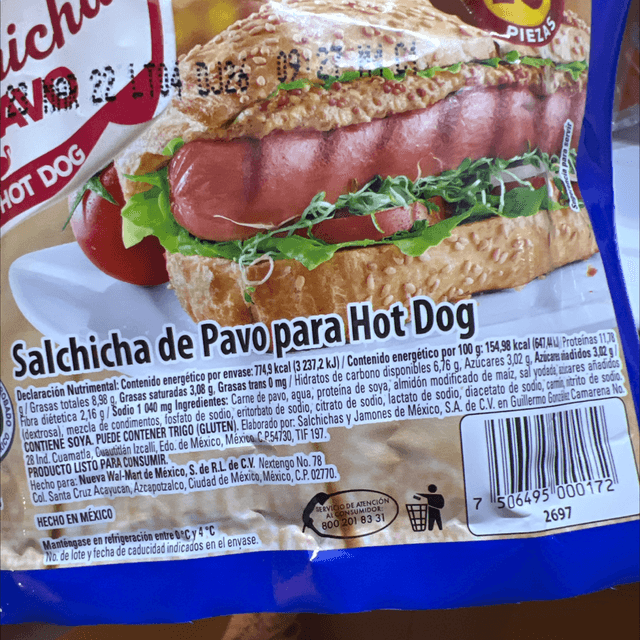 PIEZAS
23 MAR 22 LT04 DJ26 09
HOT DOG
Sugerencia para servir
Salchicha de Pavo para Hot Dog
Declaración Nutrimental: Contenido energético por envase: 774,9 kcal (3 237,2 kJ) / Contenido energético por 100 g: 154,98 kcal (647,44 kJ) Proteínas 11,78
g / Grasas totales 8,98 g, Grasas saturadas 3,08 g, Grasas trans 0 mg / Hidratos de carbono disponibles 6,76 g, Azúcares 3,02 g, Azúcares añadidos 3,02 g /
Fibra dietética 2,16 g / Sodio 1 040 mg Ingredientes: Carne de pavo, agua, proteína de soya, almidón modificado de maíz, sal yodada, azúcares añadidos
(dextrosa), mezcla de condimentos, fosfato de sodio, eritorbato de sodio, citrato de sodio, lactato de sodio, diacetato de sodio, carmín, nitrito de sodio.
CONTIENE SOYA. PUEDE CONTENER TRIGO (GLUTEN). Elaborado por: Salchichas y Jamones de México, S.A. de C.V. en Guillermo González Camarena No.
28 Ind. Cuamatla, Cuautitlán Izcalli, Edo. de México, México, C.P.54730, TIF 197.
PRODUCTO LISTO PARA CONSUMIR.
Hecho para: Nueva Wal-Mart de México, S. de R.L. de C.V. Nextengo No. 78
Col. Santa Cruz Acayucan, Azcapotzalco, Ciudad de México, México, C.P. 02770.
HECHO EN MÉXICO
SERVICIO DE ATENCIÓN
AL CONSUMIDOR:
800 201 83 31
Manténgase en refrigeración entre 0°C y 4 °C
No. de lote y fecha de caducidad indicados en el envase.
7 506495 000172
2697